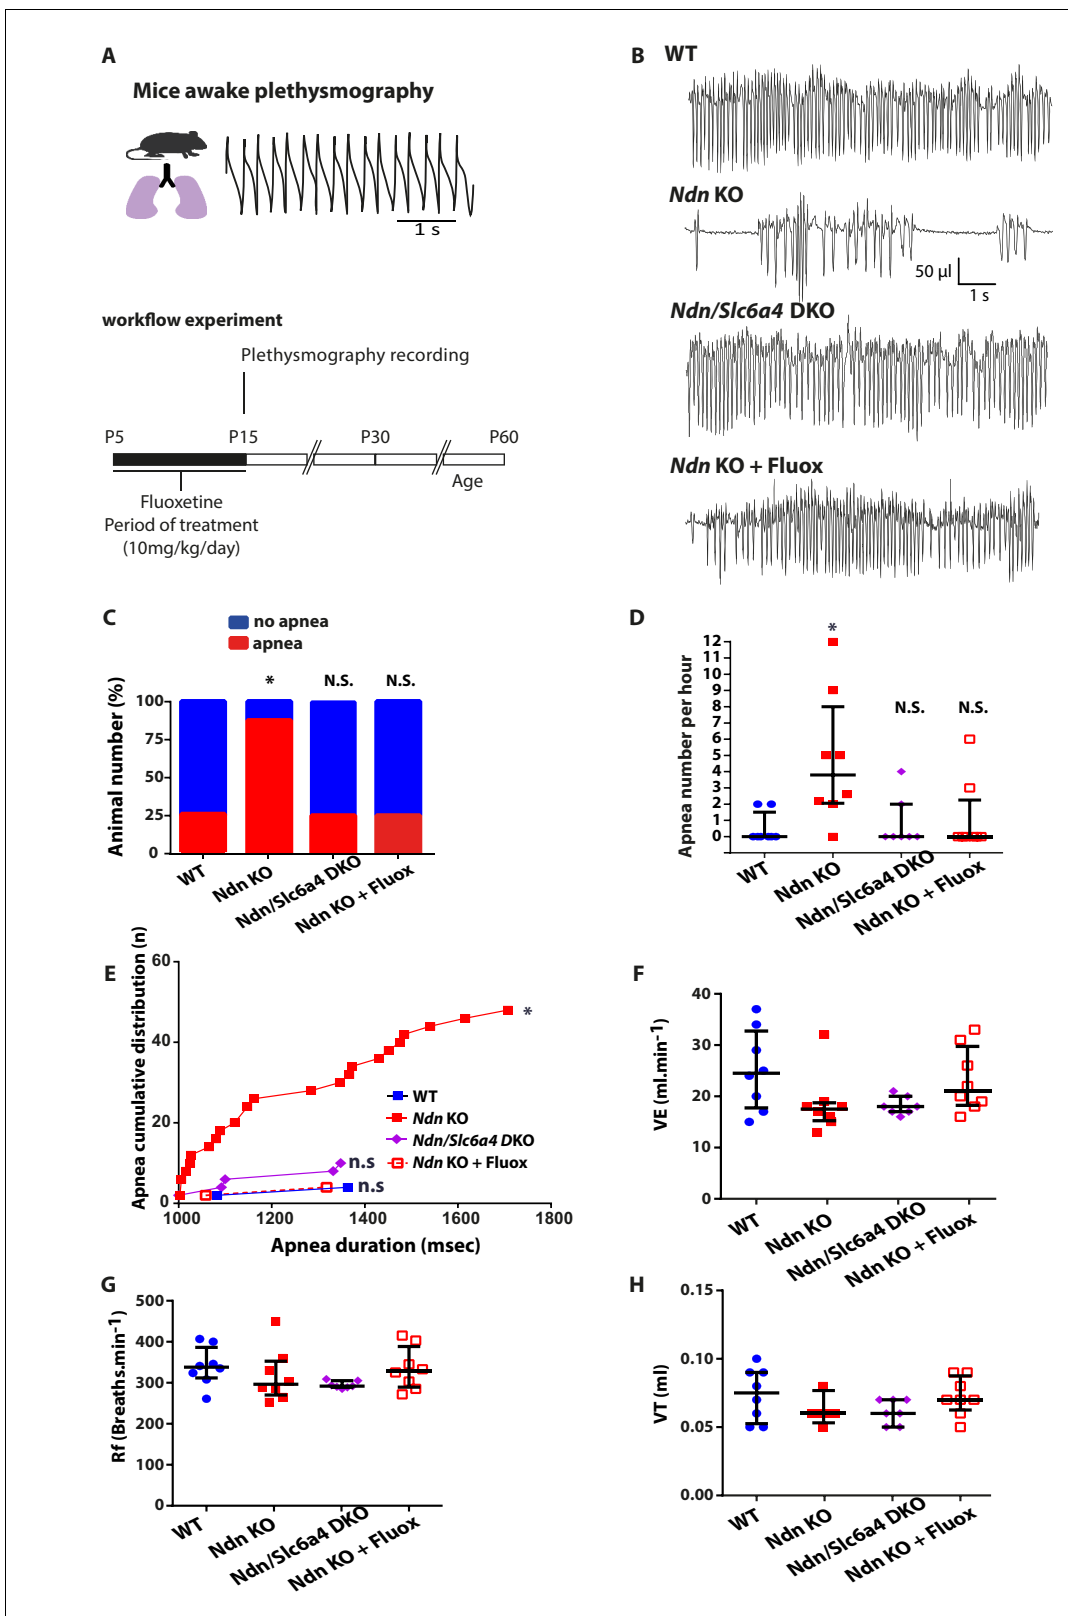 A
Mice awake plethysmography
1 s
workflow experiment
Plethysmography recording
P5 P15 P30 P60
Age
Fluoxetine
Period of treatment
(10mg/kg/day)
B
WT
Ndn KO
50 µl
1 s
Ndn/Slc6a4 DKO
Ndn KO + Fluox
C
no apnea
apnea
* N.S. N.S.
Animal number (%)
100
75
50
25
0
WT
Ndn KO
Ndn/Slc6a4 DKO
Ndn KO + Fluox
D
*
N.S. N.S.
Apnea number per hour
12
11
10
9
8
7
6
5
4
3
2
1
0
WT
Ndn KO
Ndn/Slc6a4 DKO
Ndn KO + Fluox
E
Apnea cumulative distribution (n)
60
40
20
0
*
WT
Ndn KO
Ndn/Slc6a4 DKO
Ndn KO + Fluox
n.s
n.s
1000 1200 1400 1600 1800
Apnea duration (msec)
F
VE (ml.min-1)
40
30
20
10
0
WT
Ndn KO
Ndn/Slc6a4 DKO
Ndn KO + Fluox
G
Rf (Breaths.min-1)
500
400
300
200
100
0
WT
Ndn KO
Ndn/Slc6a4 DKO
Ndn KO + Fluox
H
VT (ml)
0.15
0.10
0.05
0.00
WT
Ndn KO
Ndn/Slc6a4 DKO
Ndn KO + Fluox